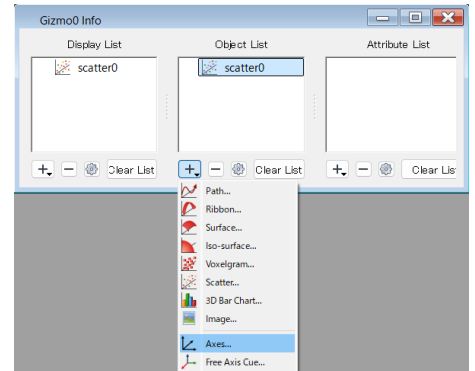 Gizmo0 Info
Display List
Object List
Attribute List
scatter0
scatter0
Clear List
Clear List
Clear Lis
Path...
Ribbon...
Surface...
Iso-surface...
Voxelgram...
Scatter...
3D Bar Chart...
Image...
Axes...
Free Axis Cue...